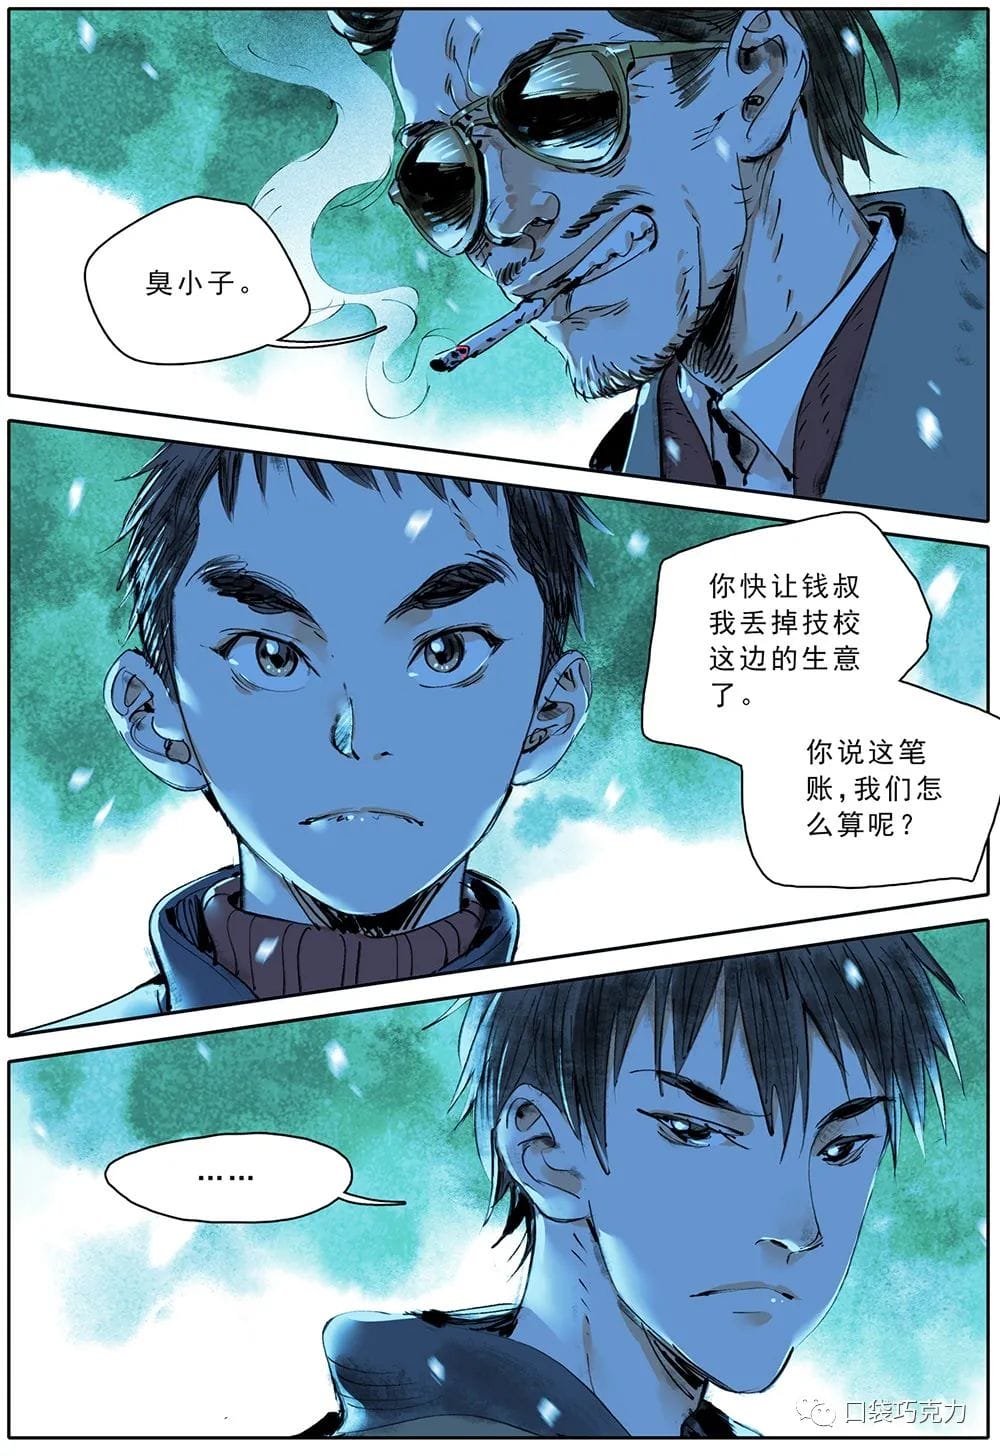 臭小子。
你快让钱叔
我丢掉技校
这边的生意
了。
你说这笔
账，我们怎
么算呢？
……
口袋巧克力